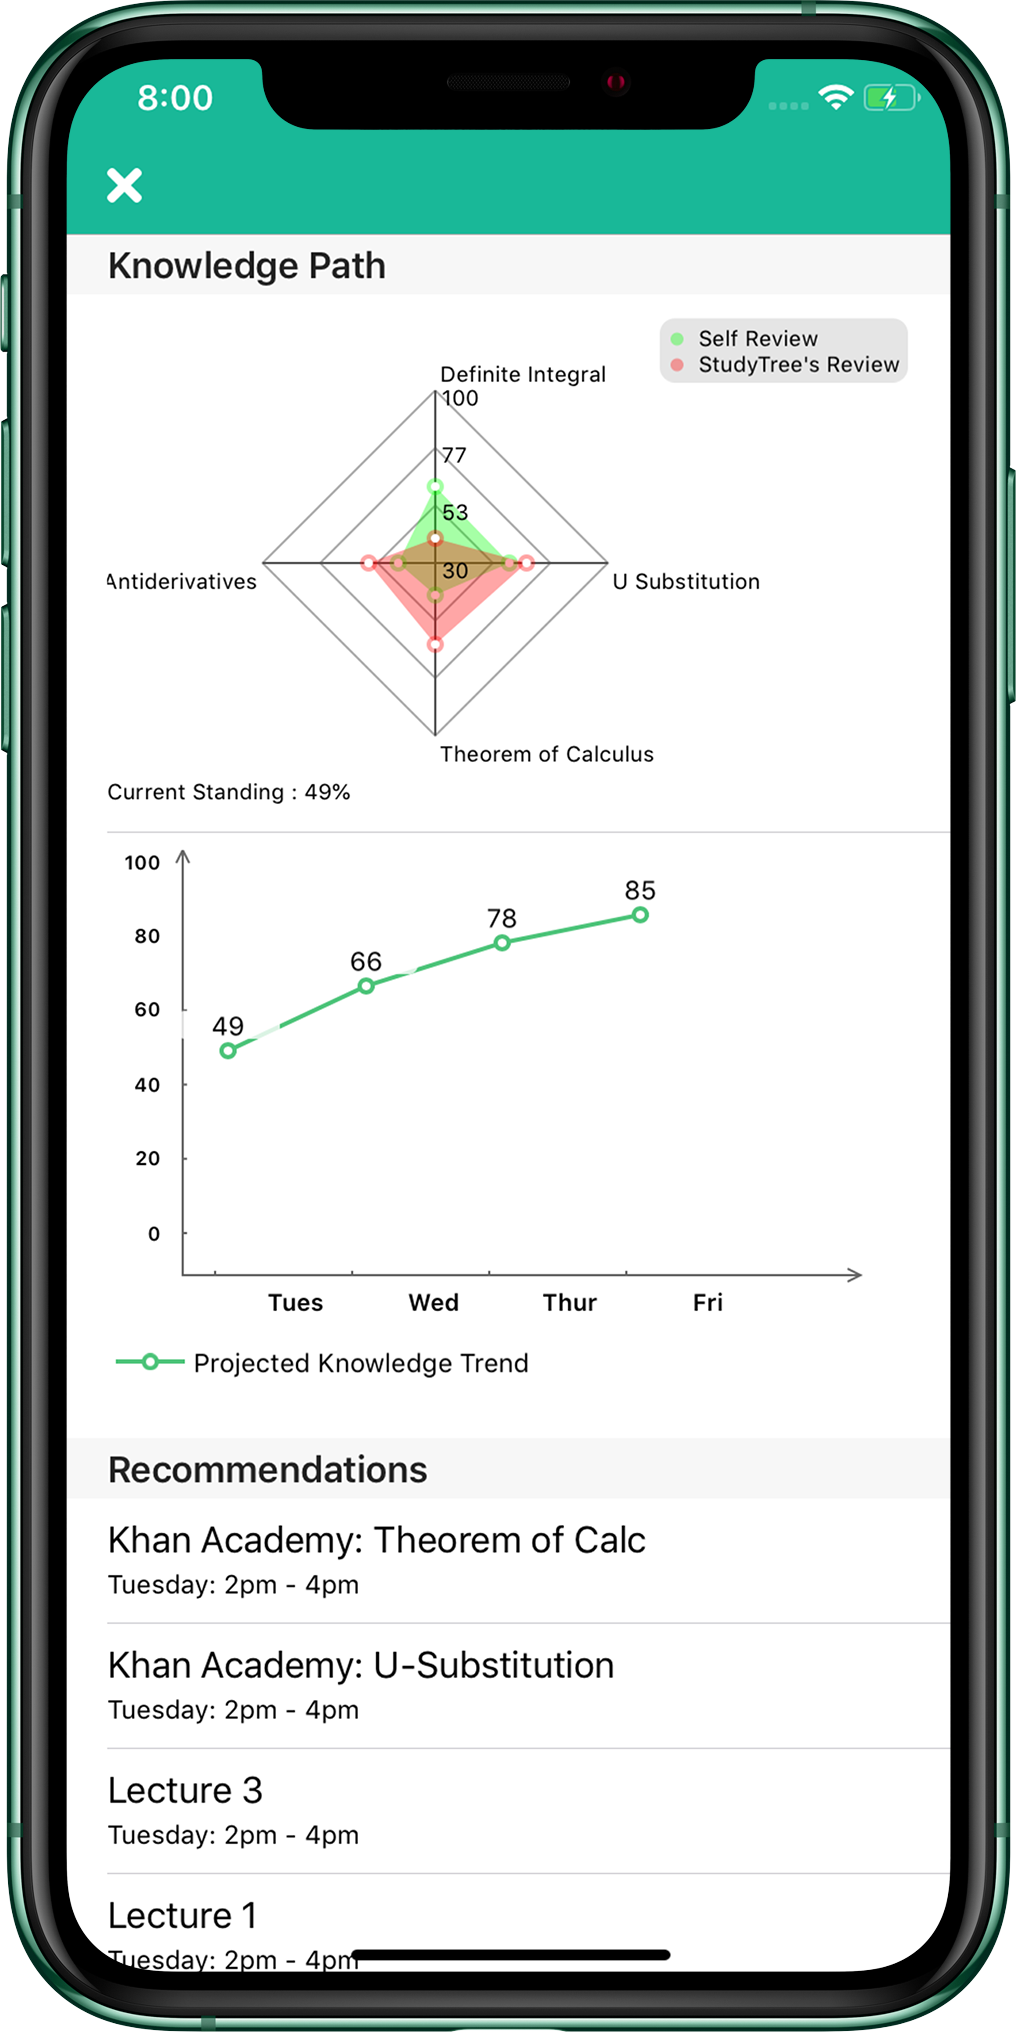 8:00
Knowledge Path
Self Review
StudyTree's Review
Definite Integral
100
77
53
30
Antiderivatives
U Substitution
Theorem of Calculus
Current Standing : 49%
100
80
60
40
20
0
49
66
78
85
Tues
Wed
Thur
Fri
Projected Knowledge Trend
Recommendations
Khan Academy: Theorem of Calc
Tuesday: 2pm - 4pm
Khan Academy: U-Substitution
Tuesday: 2pm - 4pm
Lecture 3
Tuesday: 2pm - 4pm
Lecture 1
Tuesday: 2pm - 4pm